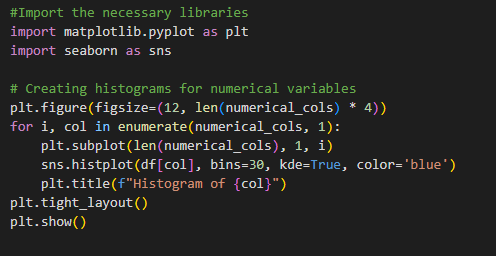 #Import the necessary libraries
import matplotlib.pyplot as plt
import seaborn as sns

# Creating histograms for numerical variables
plt.figure(figsize=(12, len(numerical_cols) * 4))
for i, col in enumerate(numerical_cols, 1):
    plt.subplot(len(numerical_cols), 1, i)
    sns.histplot(df[col], bins=30, kde=True, color='blue')
    plt.title(f"Histogram of {col}")
plt.tight_layout()
plt.show()